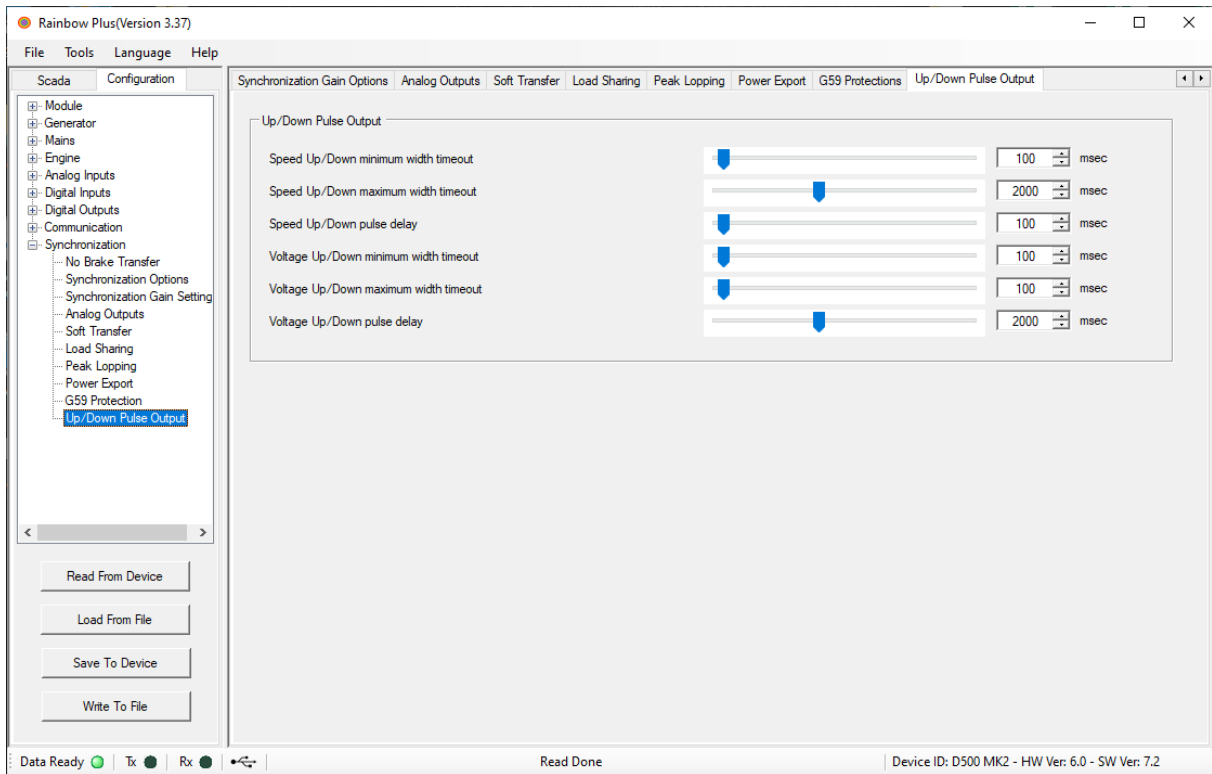 Rainbow Plus(Version 3.37)
File Tools Language Help
Scada Configuration
Module
Generator
Mains
Engine
Analog Inputs
Digital Inputs
Digital Outputs
Communication
Synchronization
No Brake Transfer
Synchronization Options
Synchronization Gain Setting
Analog Outputs
Soft Transfer
Load Sharing
Peak Lopping
Power Export
G59 Protection
Up/Down Pulse Output
Read From Device
Load From File
Save To Device
Write To File
Synchronization Gain Options Analog Outputs Soft Transfer Load Sharing Peak Lopping Power Export G59 Protections Up/Down Pulse Output
Up/Down Pulse Output
Speed Up/Down minimum width timeout 100 msec
Speed Up/Down maximum width timeout 2000 msec
Speed Up/Down pulse delay 100 msec
Voltage Up/Down minimum width timeout 100 msec
Voltage Up/Down maximum width timeout 100 msec
Voltage Up/Down pulse delay 2000 msec
Data Ready Tx Rx Read Done Device ID: D500 MK2 - HW Ver: 6.0 - SW Ver: 7.2